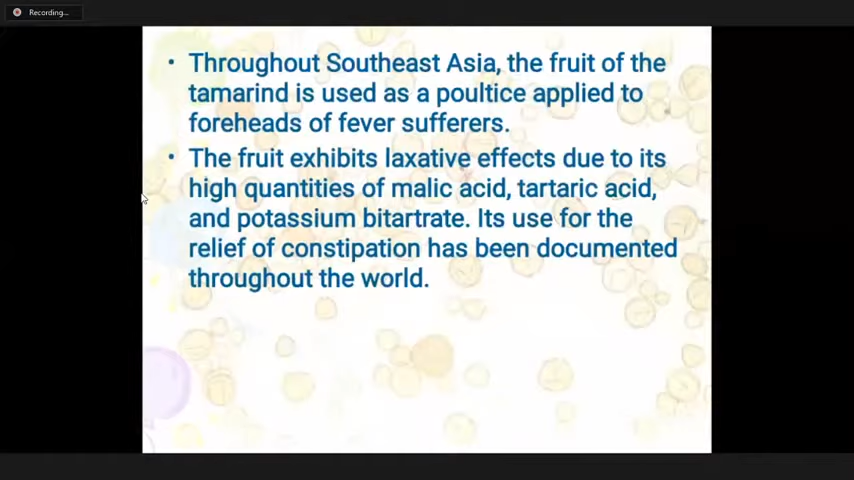 Recording...
• Throughout Southeast Asia, the fruit of the
tamarind is used as a poultice applied to
foreheads of fever sufferers.
• The fruit exhibits laxative effects due to its
high quantities of malic acid, tartaric acid,
and potassium bitartrate. Its use for the
relief of constipation has been documented
throughout the world.